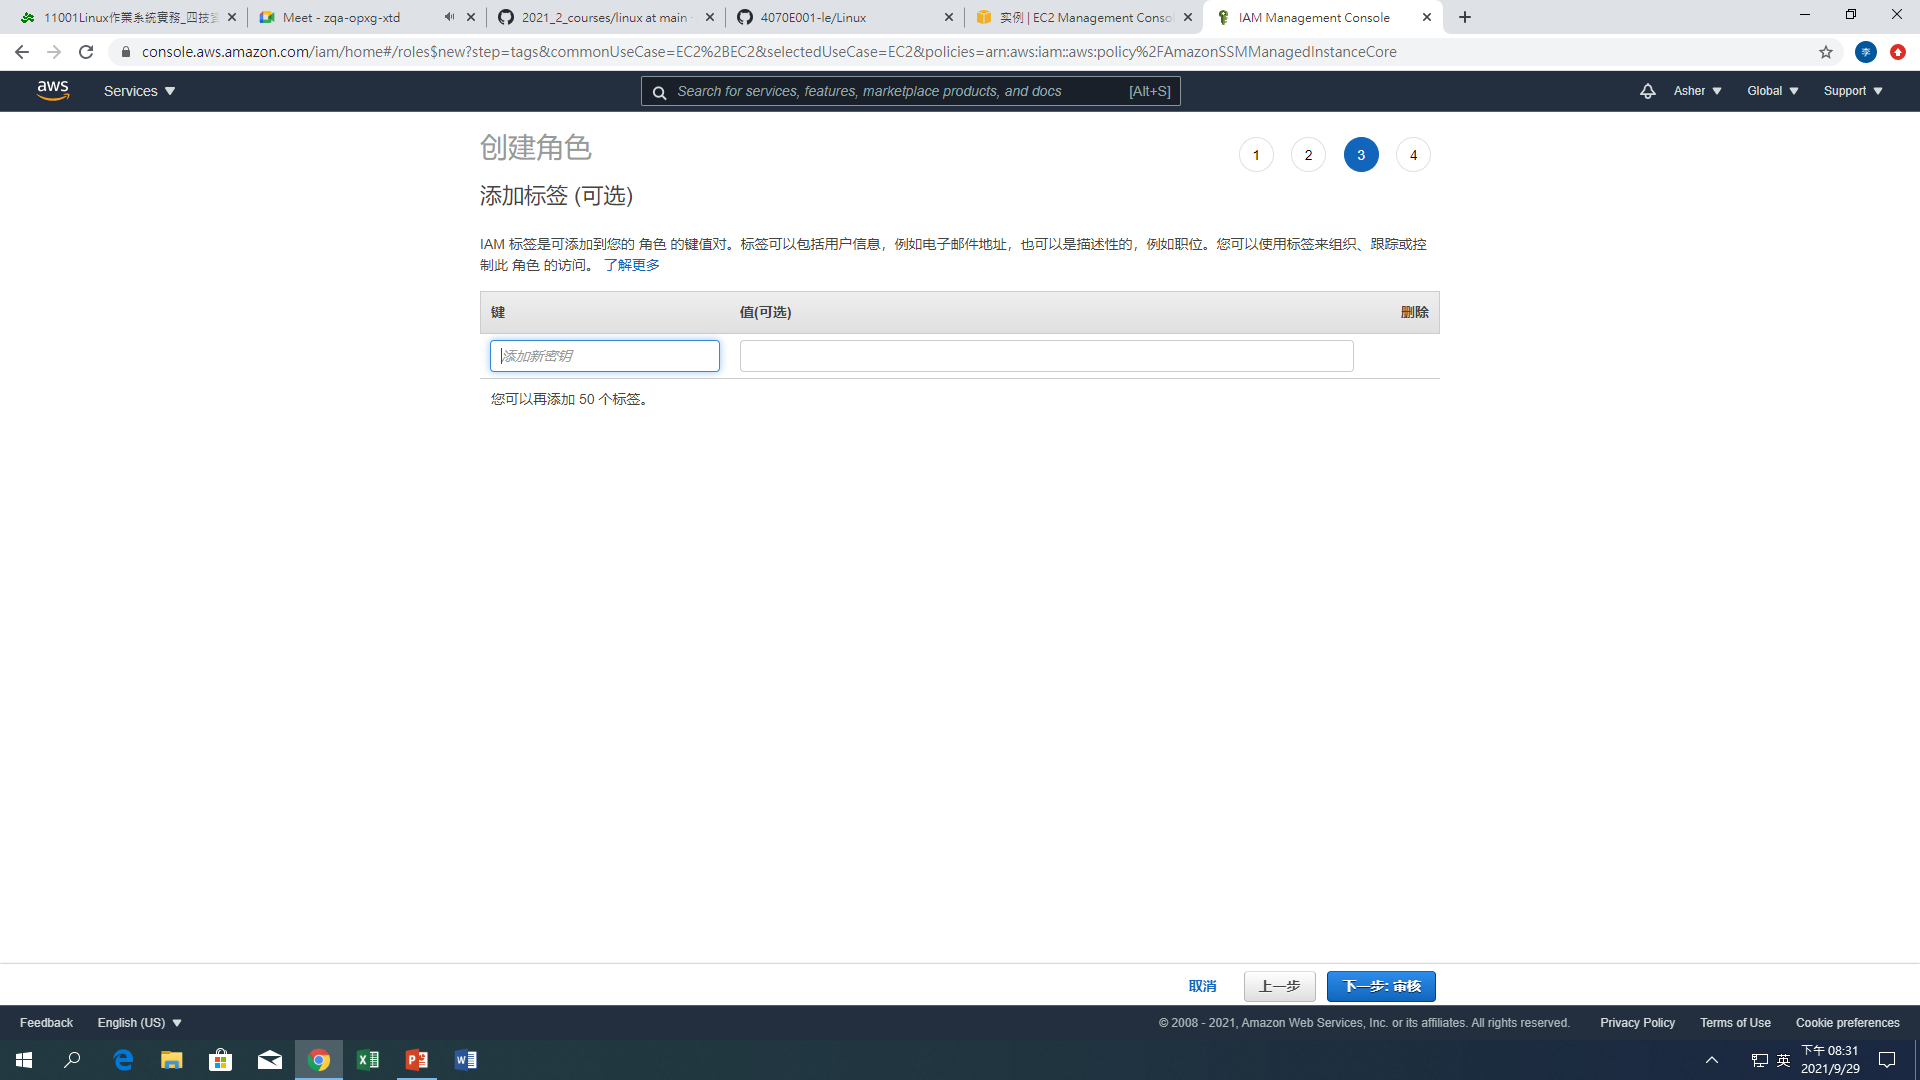 11001Linux作業系統實務_四技
Meet - zqa-opxg-xtd
2021_2_courses/linux at main
4070E001-le/Linux
实例 | EC2 Management Conso
IAM Management Console
console.aws.amazon.com/iam/home#/roles$new?step=tags&commonUseCase=EC2%2BEC2&selectedUseCase=EC2&policies=arn:aws:iam::aws:policy%2FAmazonSSMManagedInstanceCore
李
aws
Services
Search for services, features, marketplace products, and docs
[Alt+S]
Asher
Global
Support
创建角色
1
2
3
4
添加标签 (可选)
IAM 标签是可添加到您的 角色 的键值对。标签可以包括用户信息，例如电子邮件地址，也可以是描述性的，例如职位。您可以使用标签来组织、跟踪或控
制此 角色 的访问。 了解更多
键
值(可选)
删除
添加新密钥
您可以再添加 50 个标签。
取消
上一步
下一步: 审核
Feedback
English (US)
© 2008 - 2021, Amazon Web Services, Inc. or its affiliates. All rights reserved.
Privacy Policy
Terms of Use
Cookie preferences
英
下午 08:31
2021/9/29